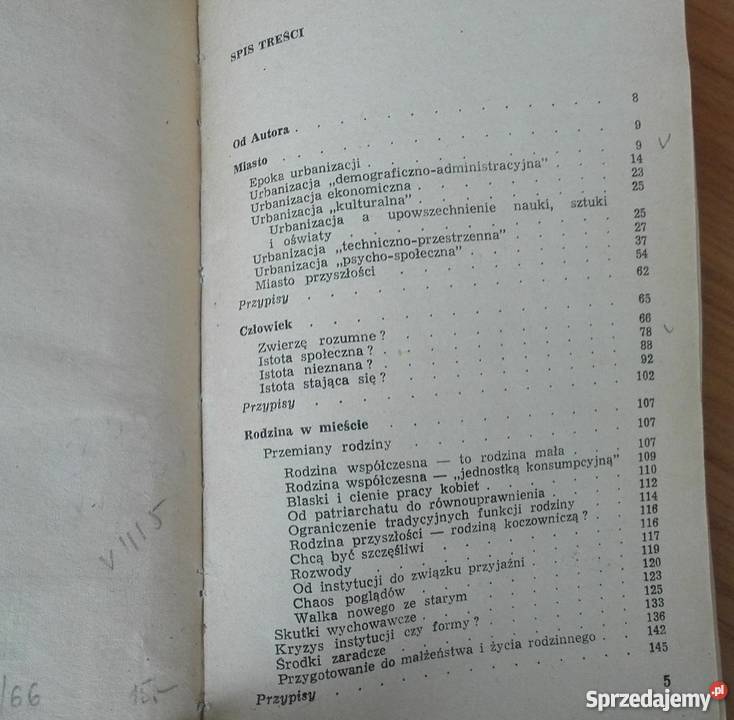 SPIS TREŚCI
Od Autora . . . . . . . . . . 8
Miasto . . . . . . . . . . 9
Epoka urbanizacji . . . . . . . . 9 V
Urbanizacja „demograficzno-administracyjna” . . . 14
Urbanizacja ekonomiczna . . . . . . . 23
Urbanizacja „kulturalna” . . . . . . . 25
Urbanizacja a upowszechnienie nauki, sztuki
i oświaty . . . . . . . . . 25
Urbanizacja „techniczno-przestrzenna” . . . . 27
Urbanizacja „psycho-społeczna” . . . . . 37
Miasto przyszłości . . . . . . . . 54
Przypisy . . . . . . . . . . 62
Człowiek . . . . . . . . . . 65
Zwierzę rozumne? . . . . . . . . 66
Istota społeczna? . . . . . . . . 78
Istota nieznana? . . . . . . . . 88
Istota stająca się? . . . . . . . . 92
Przypisy . . . . . . . . . . 102
Rodzina w mieście . . . . . . . . 107
Przemiany rodziny . . . . . . . . 107
Rodzina współczesna — to rodzina mała . . . 107
Rodzina współczesna — „jednostką konsumpcyjną” 109
Blaski i cienie pracy kobiet . . . . . . 110
Od patriarchatu do równouprawnienia . . . . 112
Ograniczenie tradycyjnych funkcji rodziny . . . 114
Rodzina przyszłości — rodziną koczowniczą? . . 116
Chcą być szczęśliwi . . . . . . . 116
Rozwody . . . . . . . . . 117
Od instytucji do związku przyjaźni . . . . 119
Chaos poglądów . . . . . . . . 120
Walka nowego ze starym . . . . . . 123
Skutki wychowawcze . . . . . . . 125
Kryzys instytucji czy formy? . . . . . . 133
Środki zaradcze . . . . . . . . 136
Przygotowanie do małżeństwa i życia rodzinnego . . 142
Przypisy . . . . . . . . . . 145
5
/66
Sprzedajemy.pl